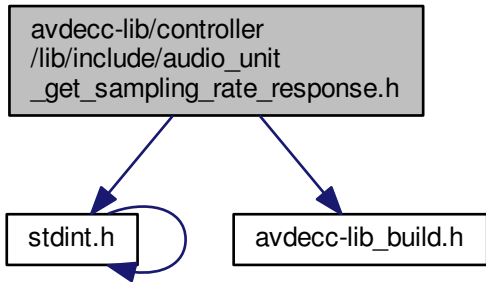 avdecc-lib/controller
/lib/include/audio_unit
_get_sampling_rate_response.h
stdint.h
avdecc-lib_build.h